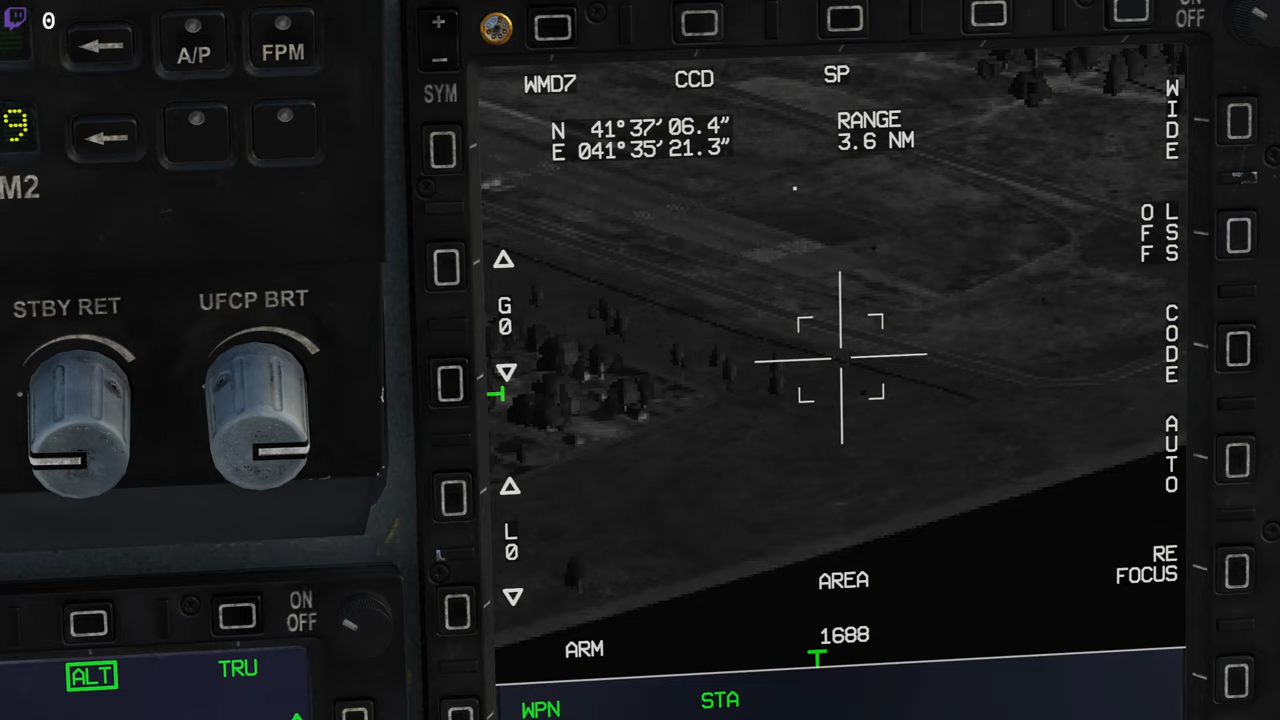 0
A/P
FPM
9
M2
STBY RET
UFCP BRT
ON
OFF
ALT
TRU
+
-
SYM
ON
OFF
WMD7
CCD
SP
N 41°37′06.4″
E 041°35′21.3″
RANGE
3.6 NM
WIDE
LSS
OFF
CODE
AUTO
RE
FOCUS
G
0
L
0
AREA
1688
ARM
WPN
STA